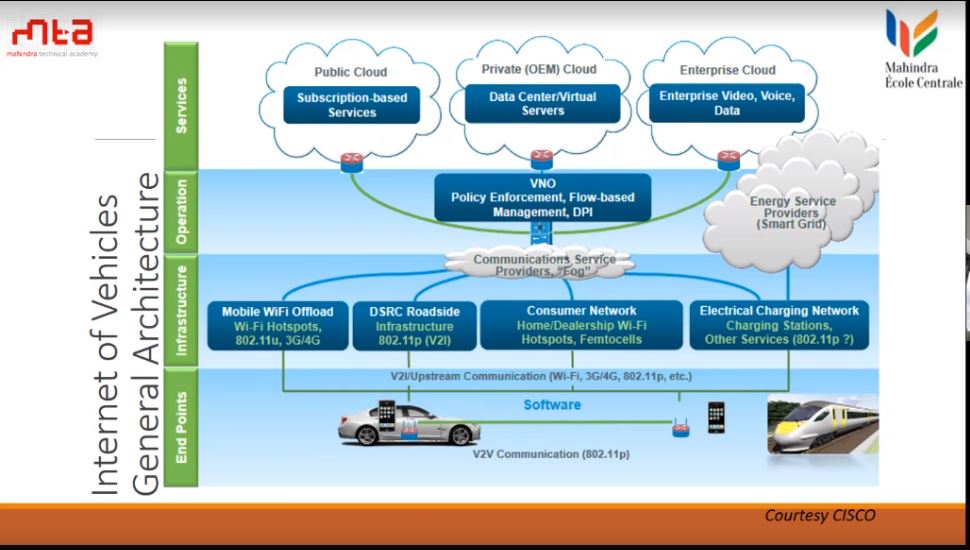 mta
mahindra technical academy
Mahindra
École Centrale
Internet of Vehicles
General Architecture
Services
Public Cloud
Subscription-based
Services
Private (OEM) Cloud
Data Center/Virtual
Servers
Enterprise Cloud
Enterprise Video, Voice,
Data
Operation
VNO
Policy Enforcement, Flow-based
Management, DPI
Energy Service
Providers
(Smart Grid)
Communications Service
Providers, "Fog"
Infrastructure
Mobile WiFi Offload
Wi-Fi Hotspots,
802.11u, 3G/4G
DSRC Roadside
Infrastructure
802.11p (V2I)
Consumer Network
Home/Dealership Wi-Fi
Hotspots, Femtocells
Electrical Charging Network
Charging Stations,
Other Services (802.11p ?)
End Points
V2I/Upstream Communication (Wi-Fi, 3G/4G, 802.11p, etc.)
Software
V2V Communication (802.11p)
Courtesy CISCO